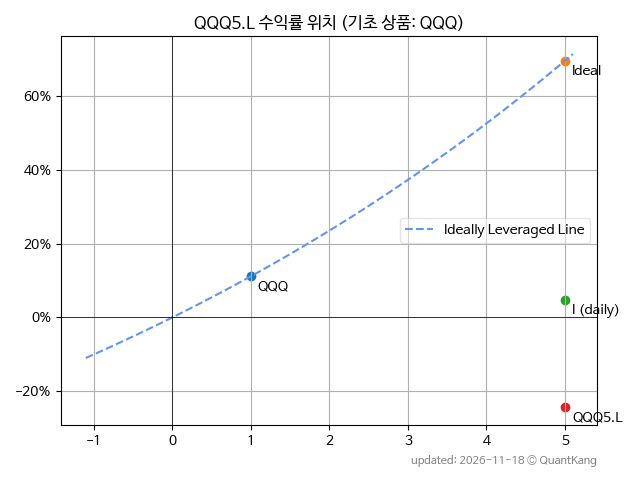 QQQ5.L 수익률 위치 (기초 상품: QQQ)
Ideal
60%
40%
Ideally Leveraged Line
20%
QQQ
I (daily)
0%
−20%
QQQ5.L
−1 0 1 2 3 4 5
updated: 2026-11-18 © QuantKang